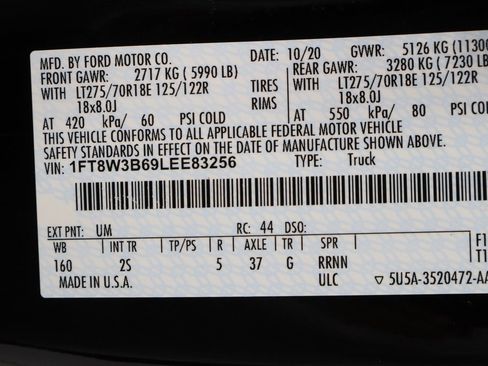 MFD. BY FORD MOTOR CO. DATE: 10/20 GVWR: 5126 KG (11300
FRONT GAWR: 2717 KG ( 5990 LB) REAR GAWR: 3280 KG ( 7230 LB)
WITH LT275/70R18E 125/122R TIRES WITH LT275/70R18E 125/122R
18x8.0J RIMS 18x8.0J
AT 420 kPa/ 60 PSI COLD AT 550 kPa/ 80 PSI COLD
THIS VEHICLE CONFORMS TO ALL APPLICABLE FEDERAL MOTOR VEHICLE
SAFETY STANDARDS IN EFFECT ON THE DATE OF MANUFACTURE SHOWN ABOVE.
VIN: 1FT8W3B69LEE83256 TYPE: Truck
EXT PNT: UM RC: 44 DSO:
WB INT TR TP/PS R AXLE TR SPR
160 2S 5 37 G RRNN
MADE IN U.S.A. ULC ▽ 5U5A-3520472-AA
F1
T1